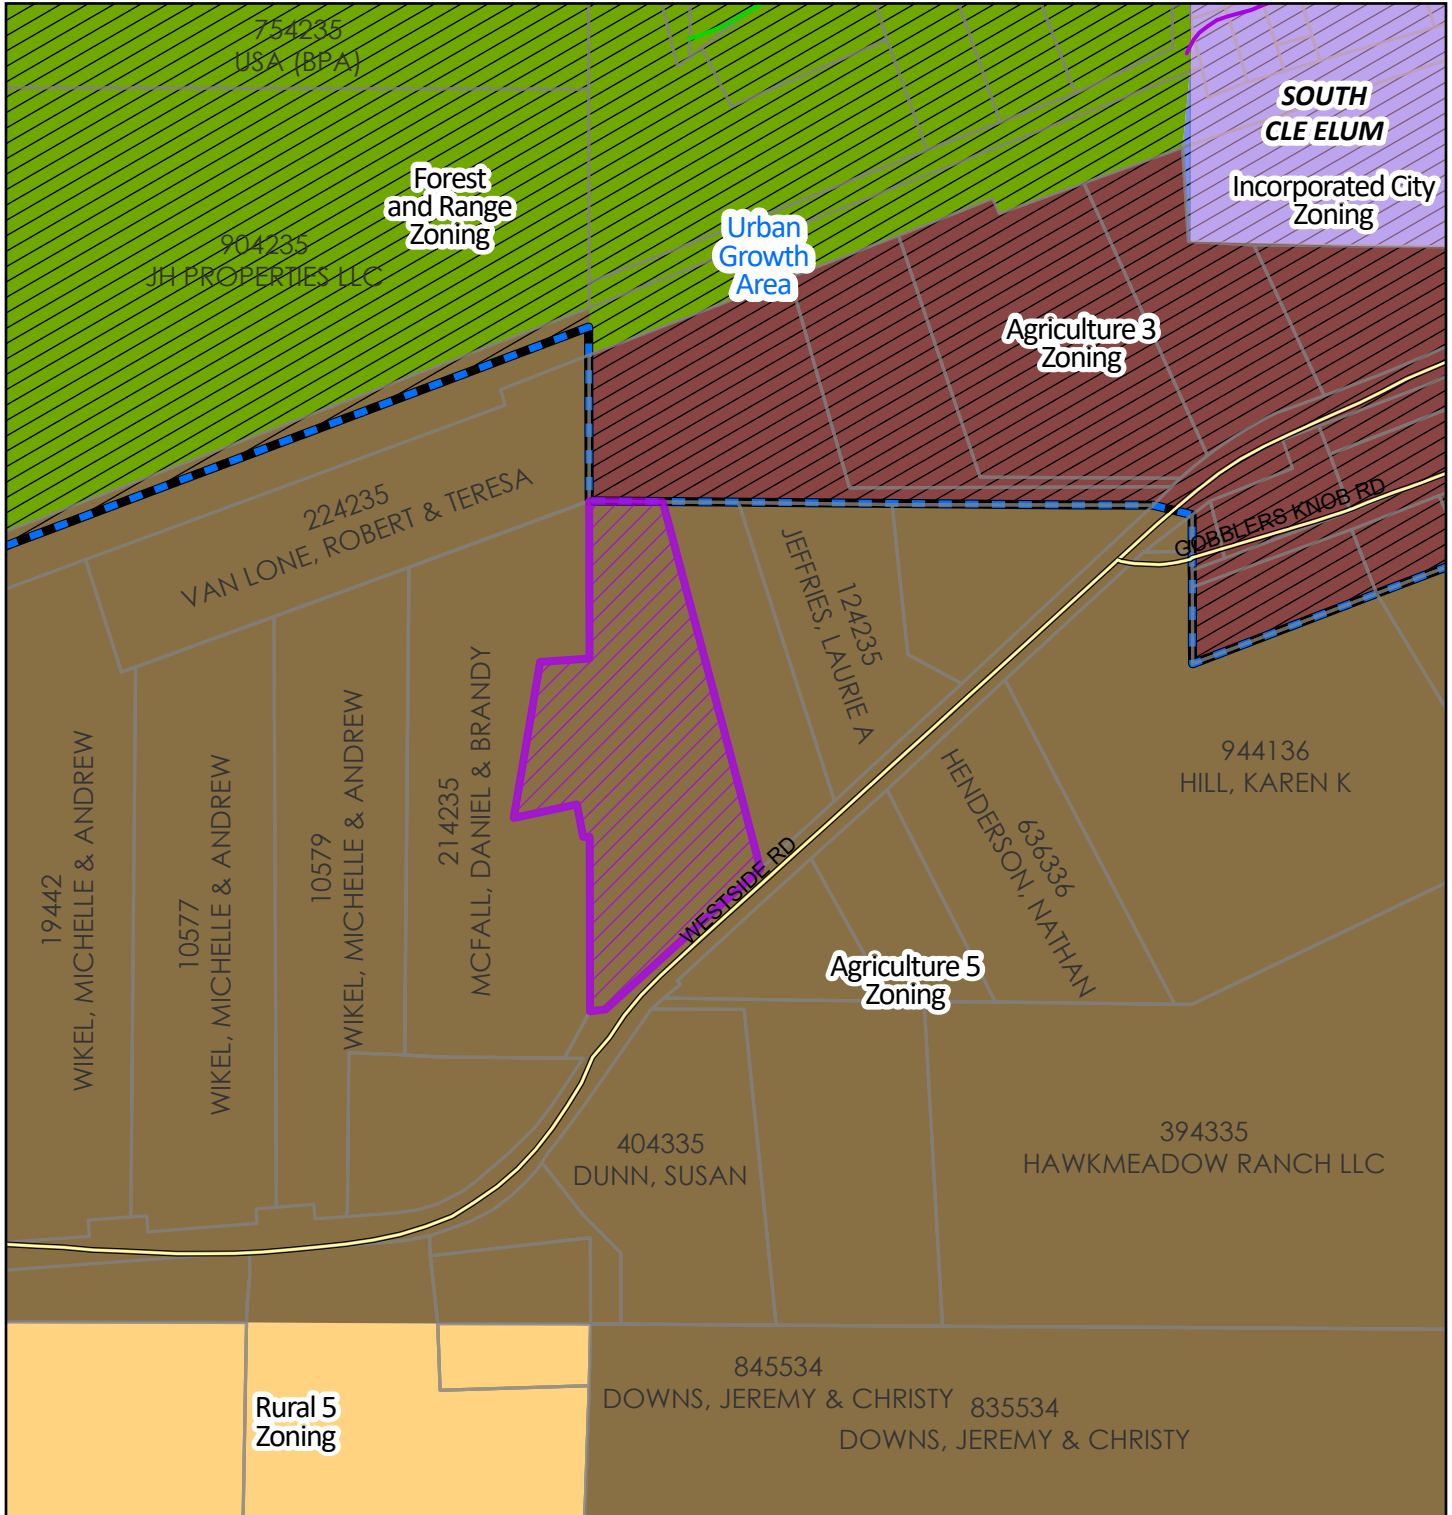 754235
USA (BPA)
SOUTH
CLE ELUM
Incorporated City
Zoning
Forest
and Range
Zoning
904235
JH PROPERTIES LLC
Urban
Growth
Area
Agriculture 3
Zoning
224235
VAN LONE, ROBERT & TERESA
GOBBLERS KNOB RD
124235
JEFFRIES, LAURIE A
944136
HILL, KAREN K
19442
WIKEL, MICHELLE & ANDREW
10577
WIKEL, MICHELLE & ANDREW
10579
WIKEL, MICHELLE & ANDREW
214235
MCFALL, DANIEL & BRANDY
WESTSIDE RD
636336
HENDERSON, NATHAN
Agriculture 5
Zoning
404335
DUNN, SUSAN
394335
HAWKMEADOW RANCH LLC
845534
DOWNS, JEREMY & CHRISTY
835534
DOWNS, JEREMY & CHRISTY
Rural 5
Zoning